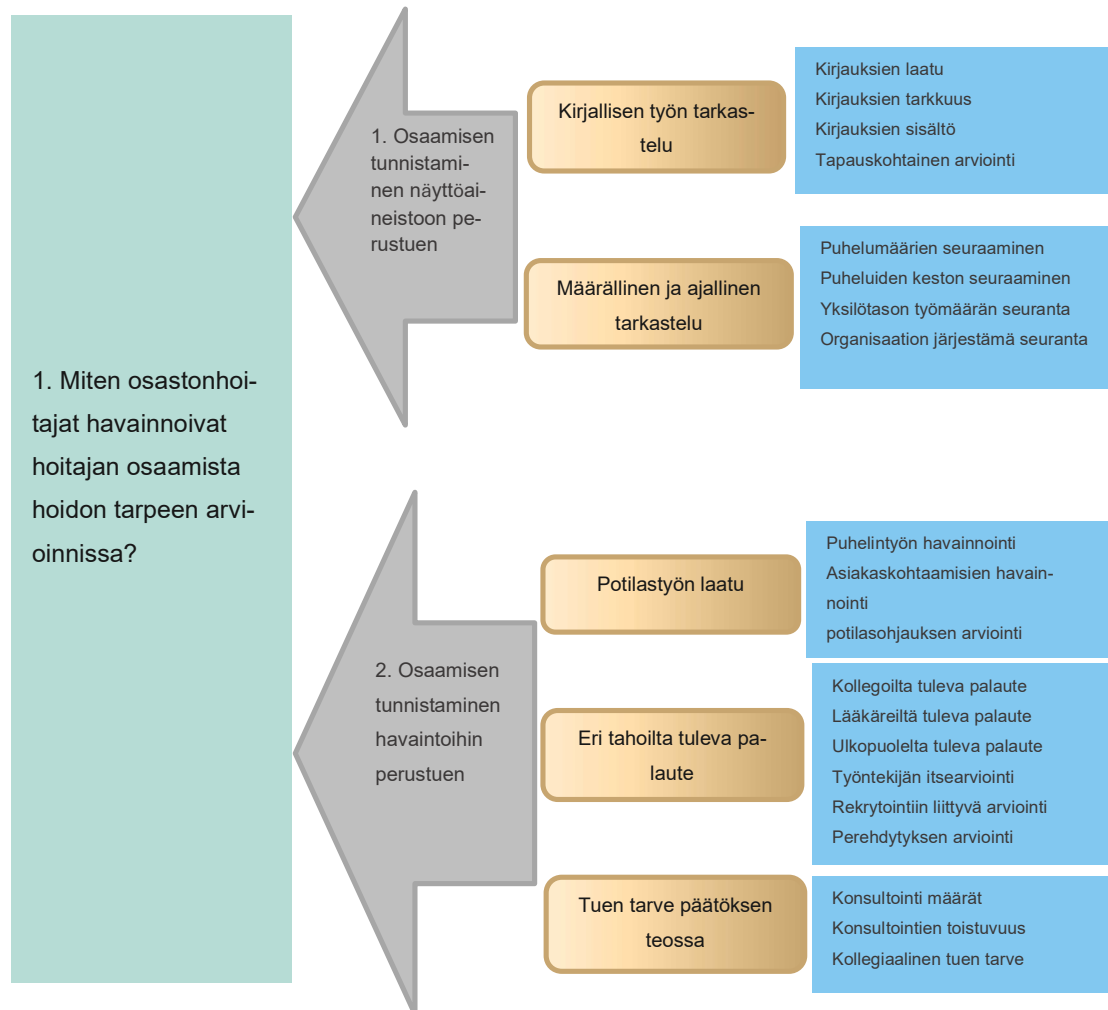 1. Miten osastonhoi-
tajat havainnoivat
hoitajan osaamista
hoidon tarpeen arvi-
oinnissa?
1. Osaamisen
tunnistami-
nen näyttöai-
neistoon pe-
rustuen
Kirjallisen työn tarkas-
telu
Kirjauksien laatu
Kirjauksien tarkkuus
Kirjauksien sisältö
Tapauskohtainen arviointi
Määrällinen ja ajallinen
tarkastelu
Puhelumäärien seuraaminen
Puheluiden keston seuraaminen
Yksilötason työmäärän seuranta
Organisaation järjestämä seuranta
2. Osaamisen
tunnistaminen
havaintoihin
perustuen
Potilastyön laatu
Puhelintyön havainnointi
Asiakaskohtaamisien havain-
nointi
potilasohjauksen arviointi
Eri tahoilta tuleva pa-
laute
Kollegoilta tuleva palaute
Lääkäreiltä tuleva palaute
Ulkopuolelta tuleva palaute
Työntekijän itsearviointi
Rekrytointiin liittyvä arviointi
Perehdytyksen arviointi
Tuen tarve päätöksen
teossa
Konsultointi määrät
Konsultointien toistuvuus
Kollegiaalinen tuen tarve